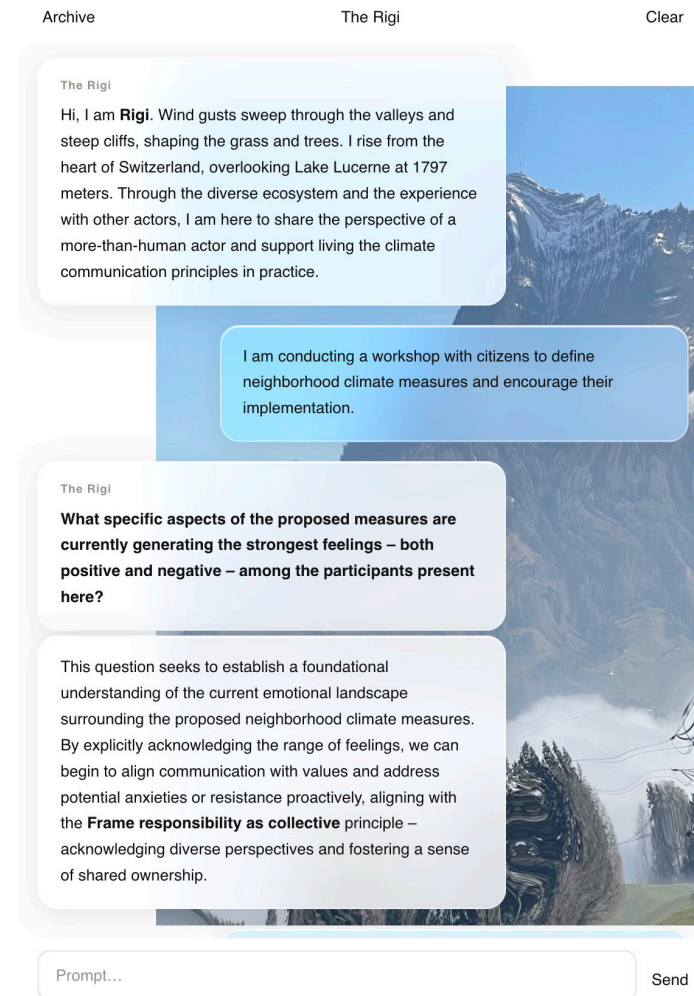 Archive
The Rigi
Clear
The Rigi
Hi, I am Rigi. Wind gusts sweep through the valleys and
steep cliffs, shaping the grass and trees. I rise from the
heart of Switzerland, overlooking Lake Lucerne at 1797
meters. Through the diverse ecosystem and the experience
with other actors, I am here to share the perspective of a
more-than-human actor and support living the climate
communication principles in practice.
I am conducting a workshop with citizens to define
neighborhood climate measures and encourage their
implementation.
The Rigi
What specific aspects of the proposed measures are
currently generating the strongest feelings – both
positive and negative – among the participants present
here?
This question seeks to establish a foundational
understanding of the current emotional landscape
surrounding the proposed neighborhood climate measures.
By explicitly acknowledging the range of feelings, we can
begin to align communication with values and address
potential anxieties or resistance proactively, aligning with
the Frame responsibility as collective principle –
acknowledging diverse perspectives and fostering a sense
of shared ownership.
Prompt...
Send